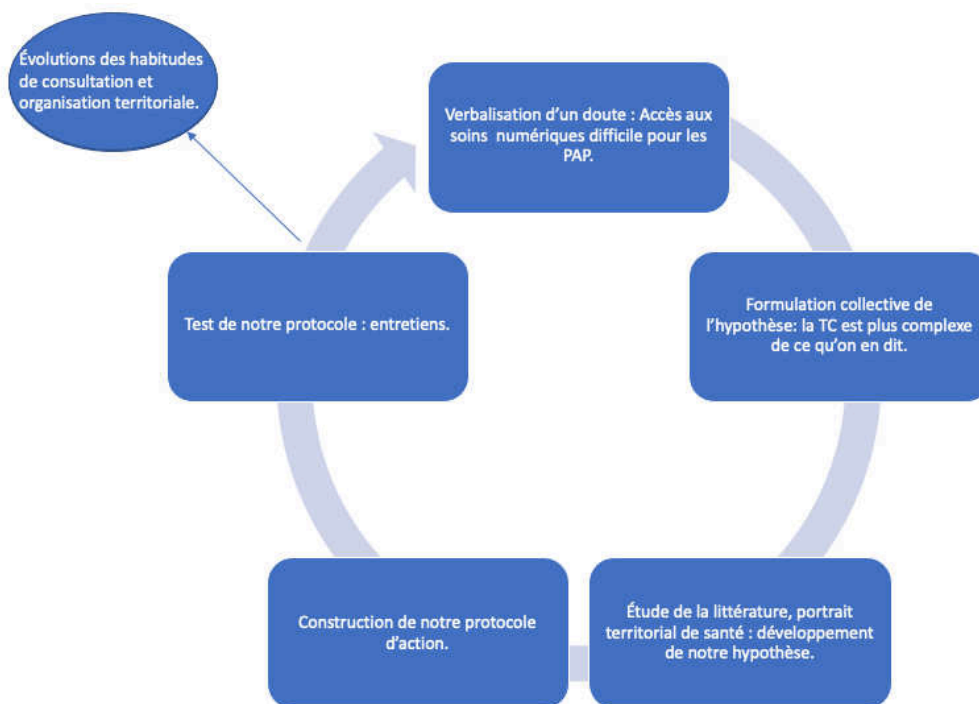 Évolutions des habitudes
de consultation et
organisation territoriale.
Verbalisation d’un doute : Accès aux
soins  numériques difficile pour les
PAP.
Formulation collective de
l’hypothèse: la TC est plus complexe
de ce qu’on en dit.
Étude de la littérature, portrait
territorial de santé : développement
de notre hypothèse.
Construction de notre protocole
d’action.
Test de notre protocole : entretiens.